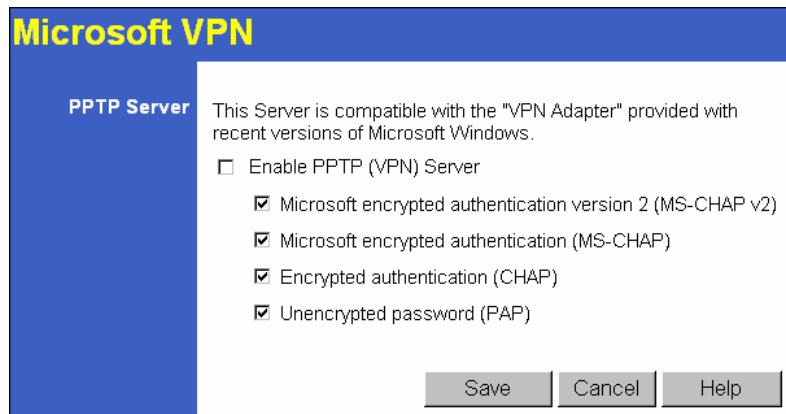 Microsoft VPN
PPTP Server
This Server is compatible with the "VPN Adapter" provided with
recent versions of Microsoft Windows.
Enable PPTP (VPN) Server
Microsoft encrypted authentication version 2 (MS-CHAP v2)
Microsoft encrypted authentication (MS-CHAP)
Encrypted authentication (CHAP)
Unencrypted password (PAP)
Save Cancel Help